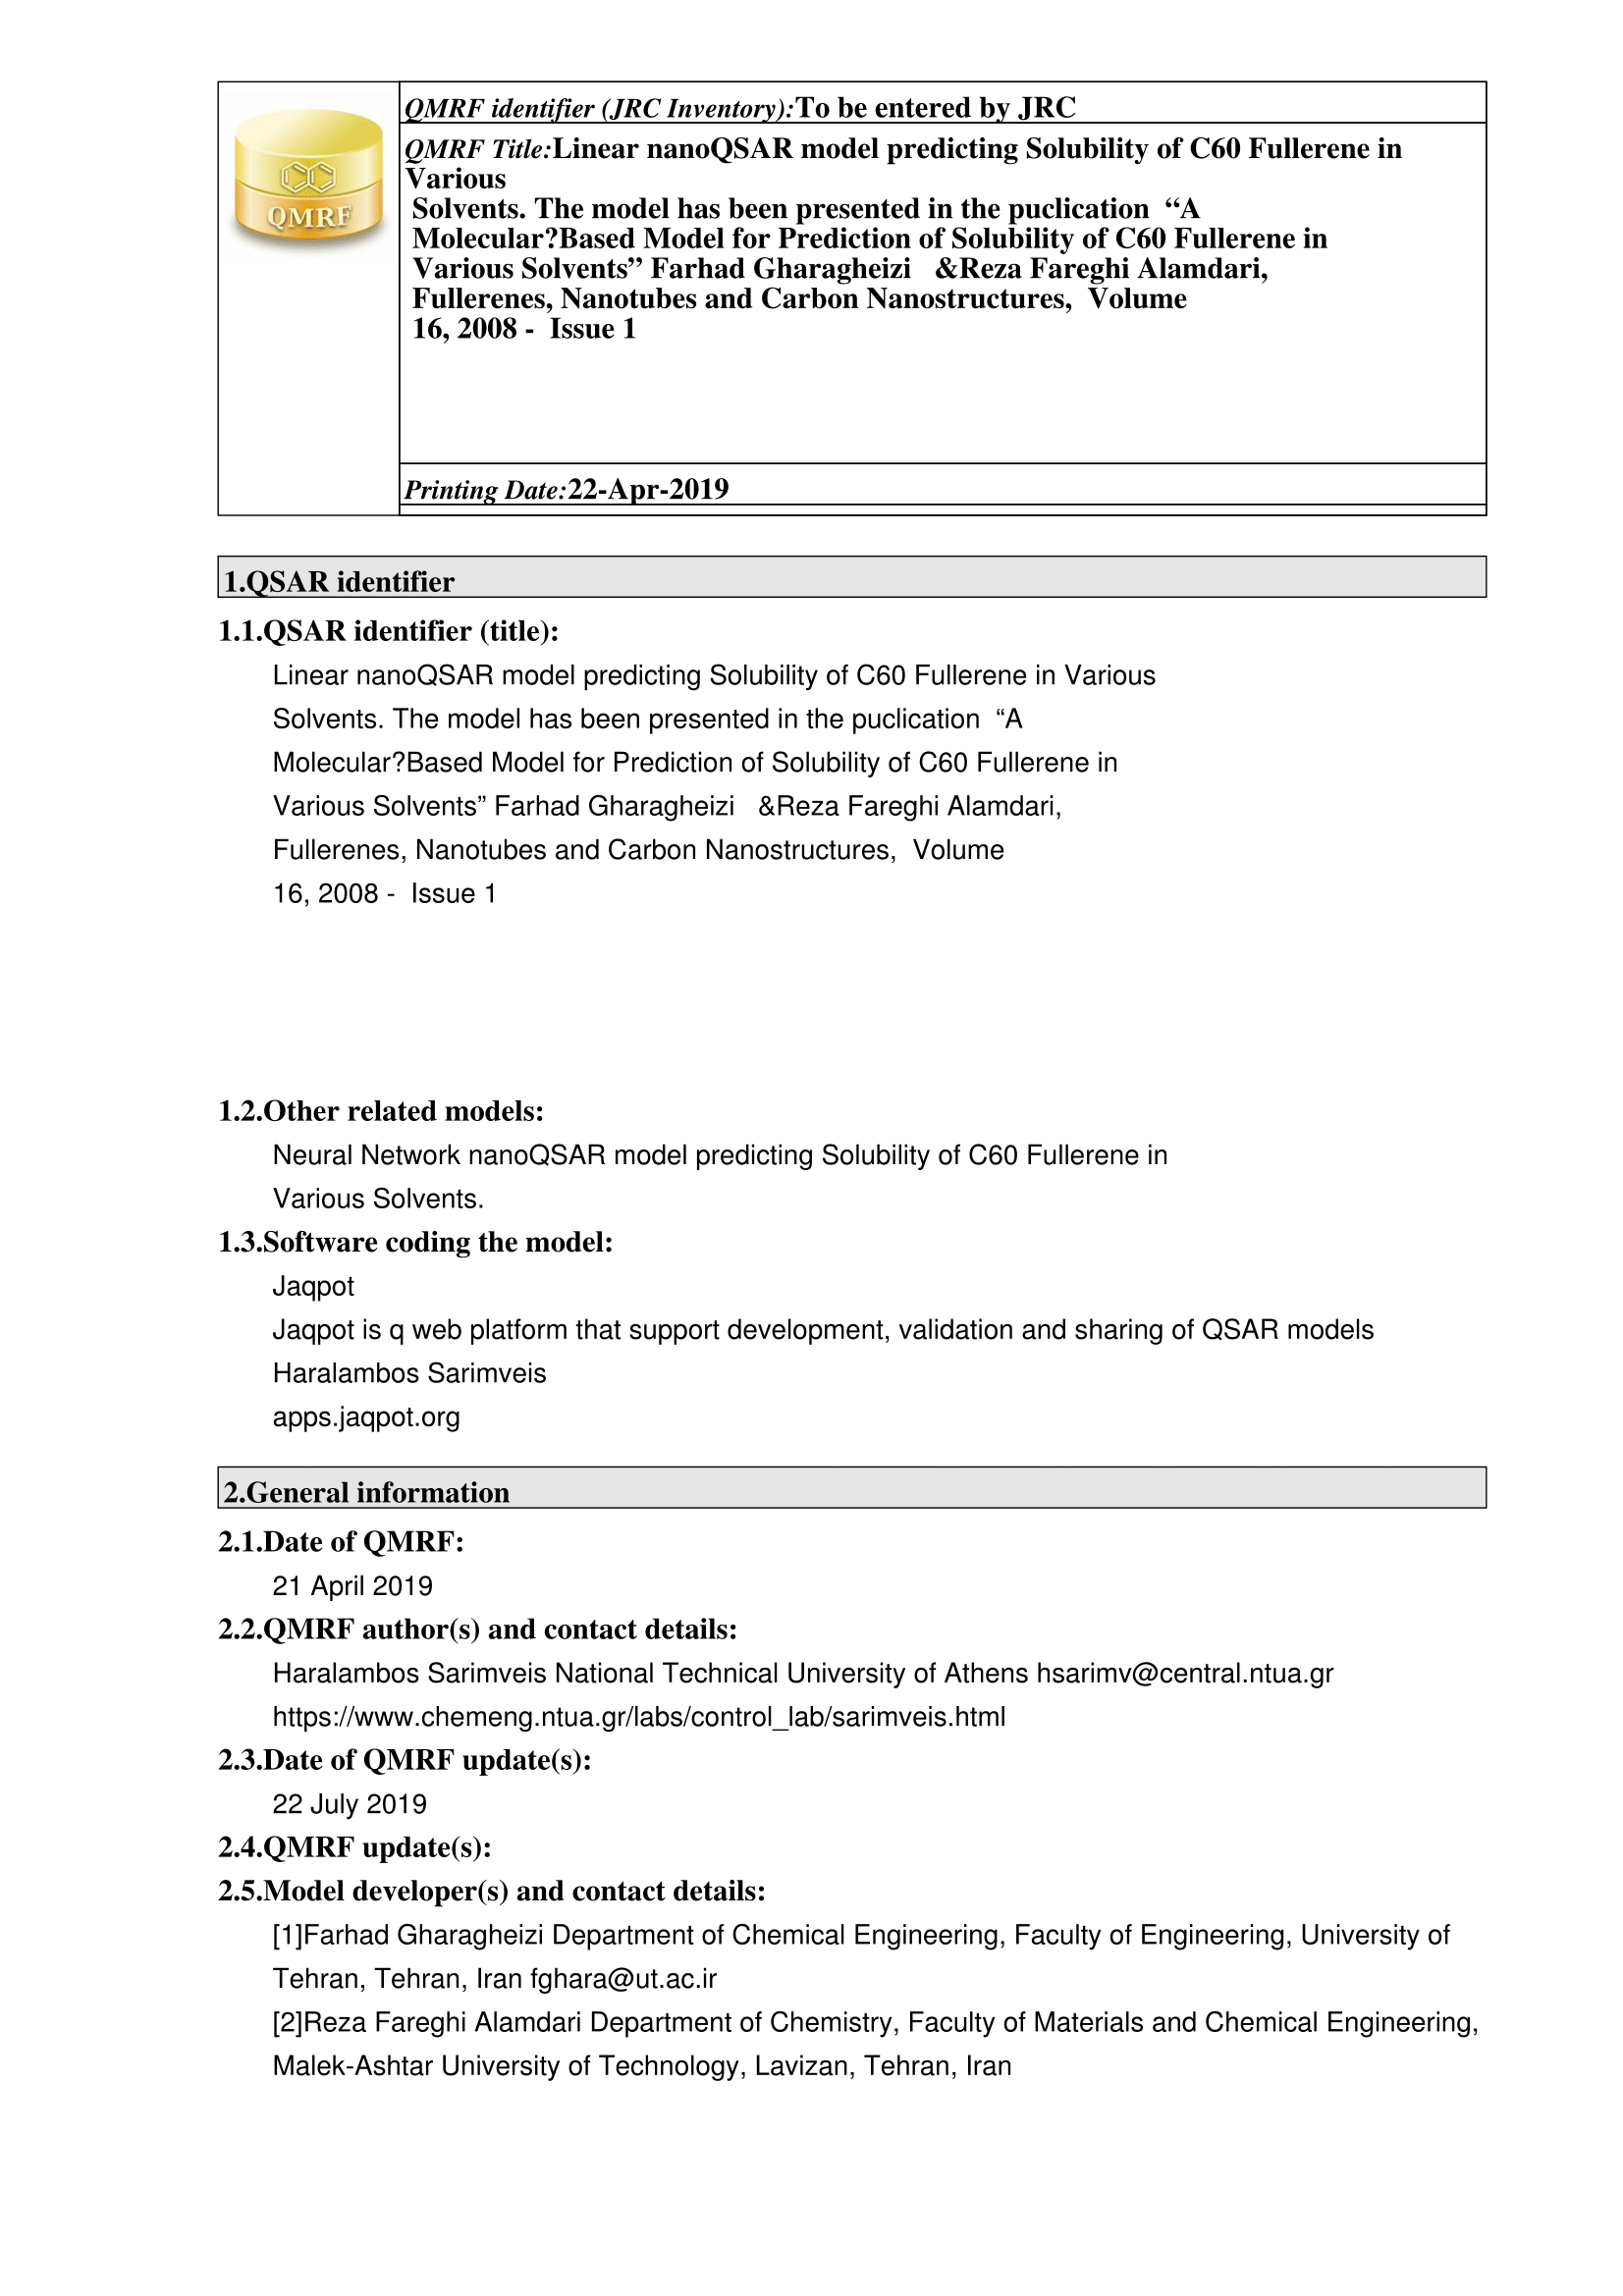 QMRF
QMRF identifier (JRC Inventory):To be entered by JRC
QMRF Title:Linear nanoQSAR model predicting Solubility of C60 Fullerene in
Various
Solvents. The model has been presented in the puclication “A
Molecular?Based Model for Prediction of Solubility of C60 Fullerene in
Various Solvents” Farhad Gharagheizi &Reza Fareghi Alamdari,
Fullerenes, Nanotubes and Carbon Nanostructures, Volume
16, 2008 - Issue 1
Printing Date:22-Apr-2019
1.QSAR identifier
1.1.QSAR identifier (title):
Linear nanoQSAR model predicting Solubility of C60 Fullerene in Various
Solvents. The model has been presented in the puclication “A
Molecular?Based Model for Prediction of Solubility of C60 Fullerene in
Various Solvents” Farhad Gharagheizi &Reza Fareghi Alamdari,
Fullerenes, Nanotubes and Carbon Nanostructures, Volume
16, 2008 - Issue 1
1.2.Other related models:
Neural Network nanoQSAR model predicting Solubility of C60 Fullerene in
Various Solvents.
1.3.Software coding the model:
Jaqpot
Jaqpot is q web platform that support development, validation and sharing of QSAR models
Haralambos Sarimveis
apps.jaqpot.org
2.General information
2.1.Date of QMRF:
21 April 2019
2.2.QMRF author(s) and contact details:
Haralambos Sarimveis National Technical University of Athens hsarimv@central.ntua.gr
https://www.chemeng.ntua.gr/labs/control_lab/sarimveis.html
2.3.Date of QMRF update(s):
22 July 2019
2.4.QMRF update(s):
2.5.Model developer(s) and contact details:
[1]Farhad Gharagheizi Department of Chemical Engineering, Faculty of Engineering, University of
Tehran, Tehran, Iran fghara@ut.ac.ir
[2]Reza Fareghi Alamdari Department of Chemistry, Faculty of Materials and Chemical Engineering,
Malek-Ashtar University of Technology, Lavizan, Tehran, Iran